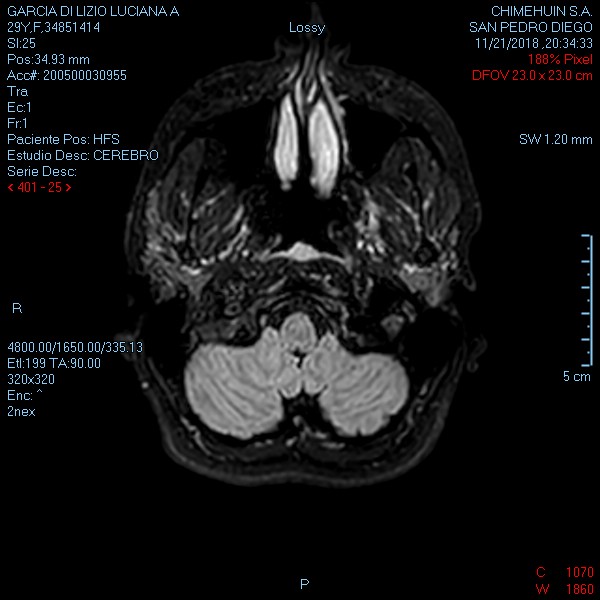 GARCIA DI LIZIO LUCIANA A
29Y,F,34851414
Sl:25
Pos:34.93 mm
Acc#: 200500030955
Tra
Ec:1
Fr:1
Paciente Pos: HFS
Estudio Desc: CEREBRO
Serie Desc:
< 401 - 25 >
Lossy
CHIMEHUIN S.A.
SAN PEDRO DIEGO
11/21/2018 ,20:34:33
188% Pixel
DFOV 23.0 x 23.0 cm
SW 1.20 mm
R
4800.00/1650.00/335.13
Etl:199 TA:90.00
320x320
Enc: ^
2nex
5 cm
P
C 1070
W 1860